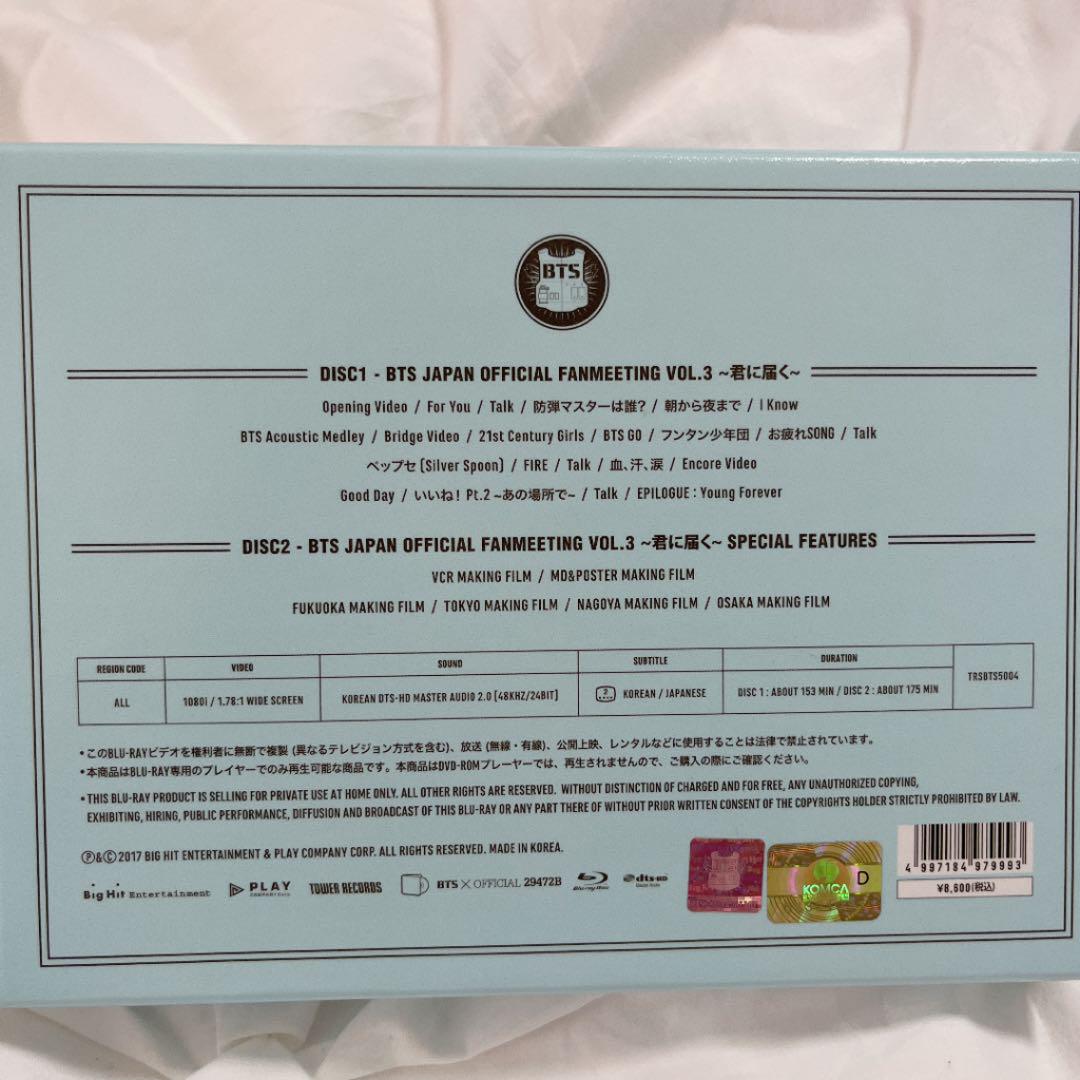 BTS
DISC1 - BTS JAPAN OFFICIAL FANMEETING VOL.3 ~君に届く~
Opening Video / For You / Talk / 防弾マスターは誰? / 朝から夜まで / I Know
BTS Acoustic Medley / Bridge Video / 21st Century Girls / BTS GO / フンタン少年団 / お疲れSONG / Talk
ペップセ [Silver Spoon] / FIRE / Talk / 血、汗、涙 / Encore Video
Good Day / いいね! Pt.2 ~あの場所で~ / Talk / EPILOGUE : Young Forever
DISC2 - BTS JAPAN OFFICIAL FANMEETING VOL.3 ~君に届く~ SPECIAL FEATURES
VCR MAKING FILM / MD&POSTER MAKING FILM
FUKUOKA MAKING FILM / TOKYO MAKING FILM / NAGOYA MAKING FILM / OSAKA MAKING FILM
REGION CODE VIDEO SOUND SUBTITLE DURATION TRSBTS5004
ALL 1080i / 1.78:1 WIDE SCREEN KOREAN DTS-HD MASTER AUDIO 2.0 [48KHZ/24BIT] 2 KOREAN / JAPANESE DISC 1 : ABOUT 153 MIN / DISC 2 : ABOUT 175 MIN
•このBLU-RAYビデオを権利者に無断で複製 (異なるテレビジョン方式を含む)、放送 (無線・有線)、公開上映、レンタルなどに使用することは法律で禁止されています。
•本商品はBLU-RAY専用のプレイヤーでのみ再生可能な商品です。本商品はDVD-ROMプレーヤーでは、再生されませんので、ご購入の際にご確認ください。
•THIS BLU-RAY PRODUCT IS SELLING FOR PRIVATE USE AT HOME ONLY. ALL OTHER RIGHTS ARE RESERVED. WITHOUT DISTINCTION OF CHARGED AND FOR FREE, ANY UNAUTHORIZED COPYING,
EXHIBITING, HIRING, PUBLIC PERFORMANCE, DIFFUSION AND BROADCAST OF THIS BLU-RAY OR ANY PART THERE OF WITHOUT PRIOR WRITTEN CONSENT OF THE COPYRIGHTS HOLDER STRICTLY PROHIBITED BY LAW.
℗&© 2017 BIG HIT ENTERTAINMENT & PLAY COMPANY CORP. ALL RIGHTS RESERVED. MADE IN KOREA.
4 997184 979993
¥8,600(税込)
Big Hit Entertainment PLAY TOWER RECORDS BTS×OFFICIAL 29472B Blu-ray Disc dts-HD
KOMCA D